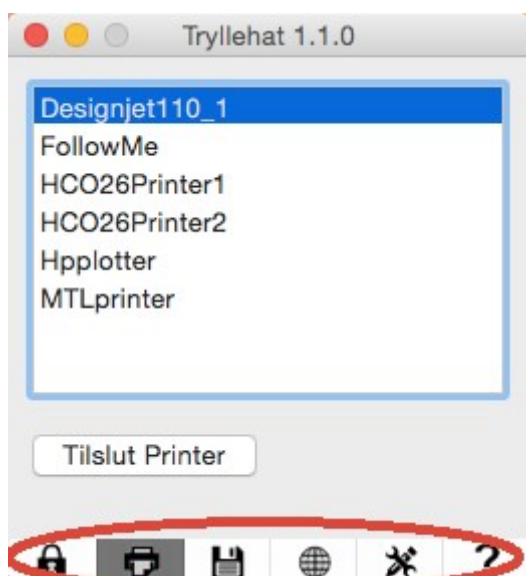 Tryllehat 1.1.0
Designjet110_1
FollowMe
HCO26Printer1
HCO26Printer2
Hpplotter
MTLprinter
Tilslut Printer
?